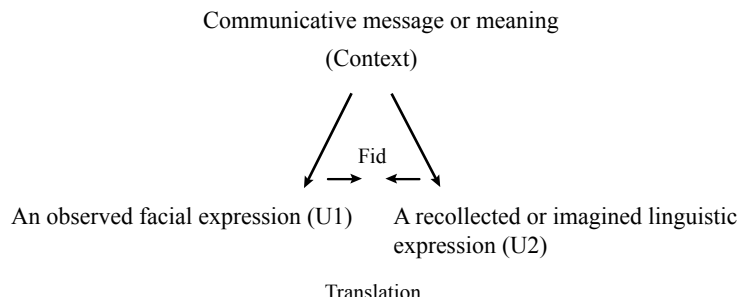 Communicative message or meaning
(Context)
Fid
An observed facial expression (U1)
A recollected or imagined linguistic
expression (U2)
Translation